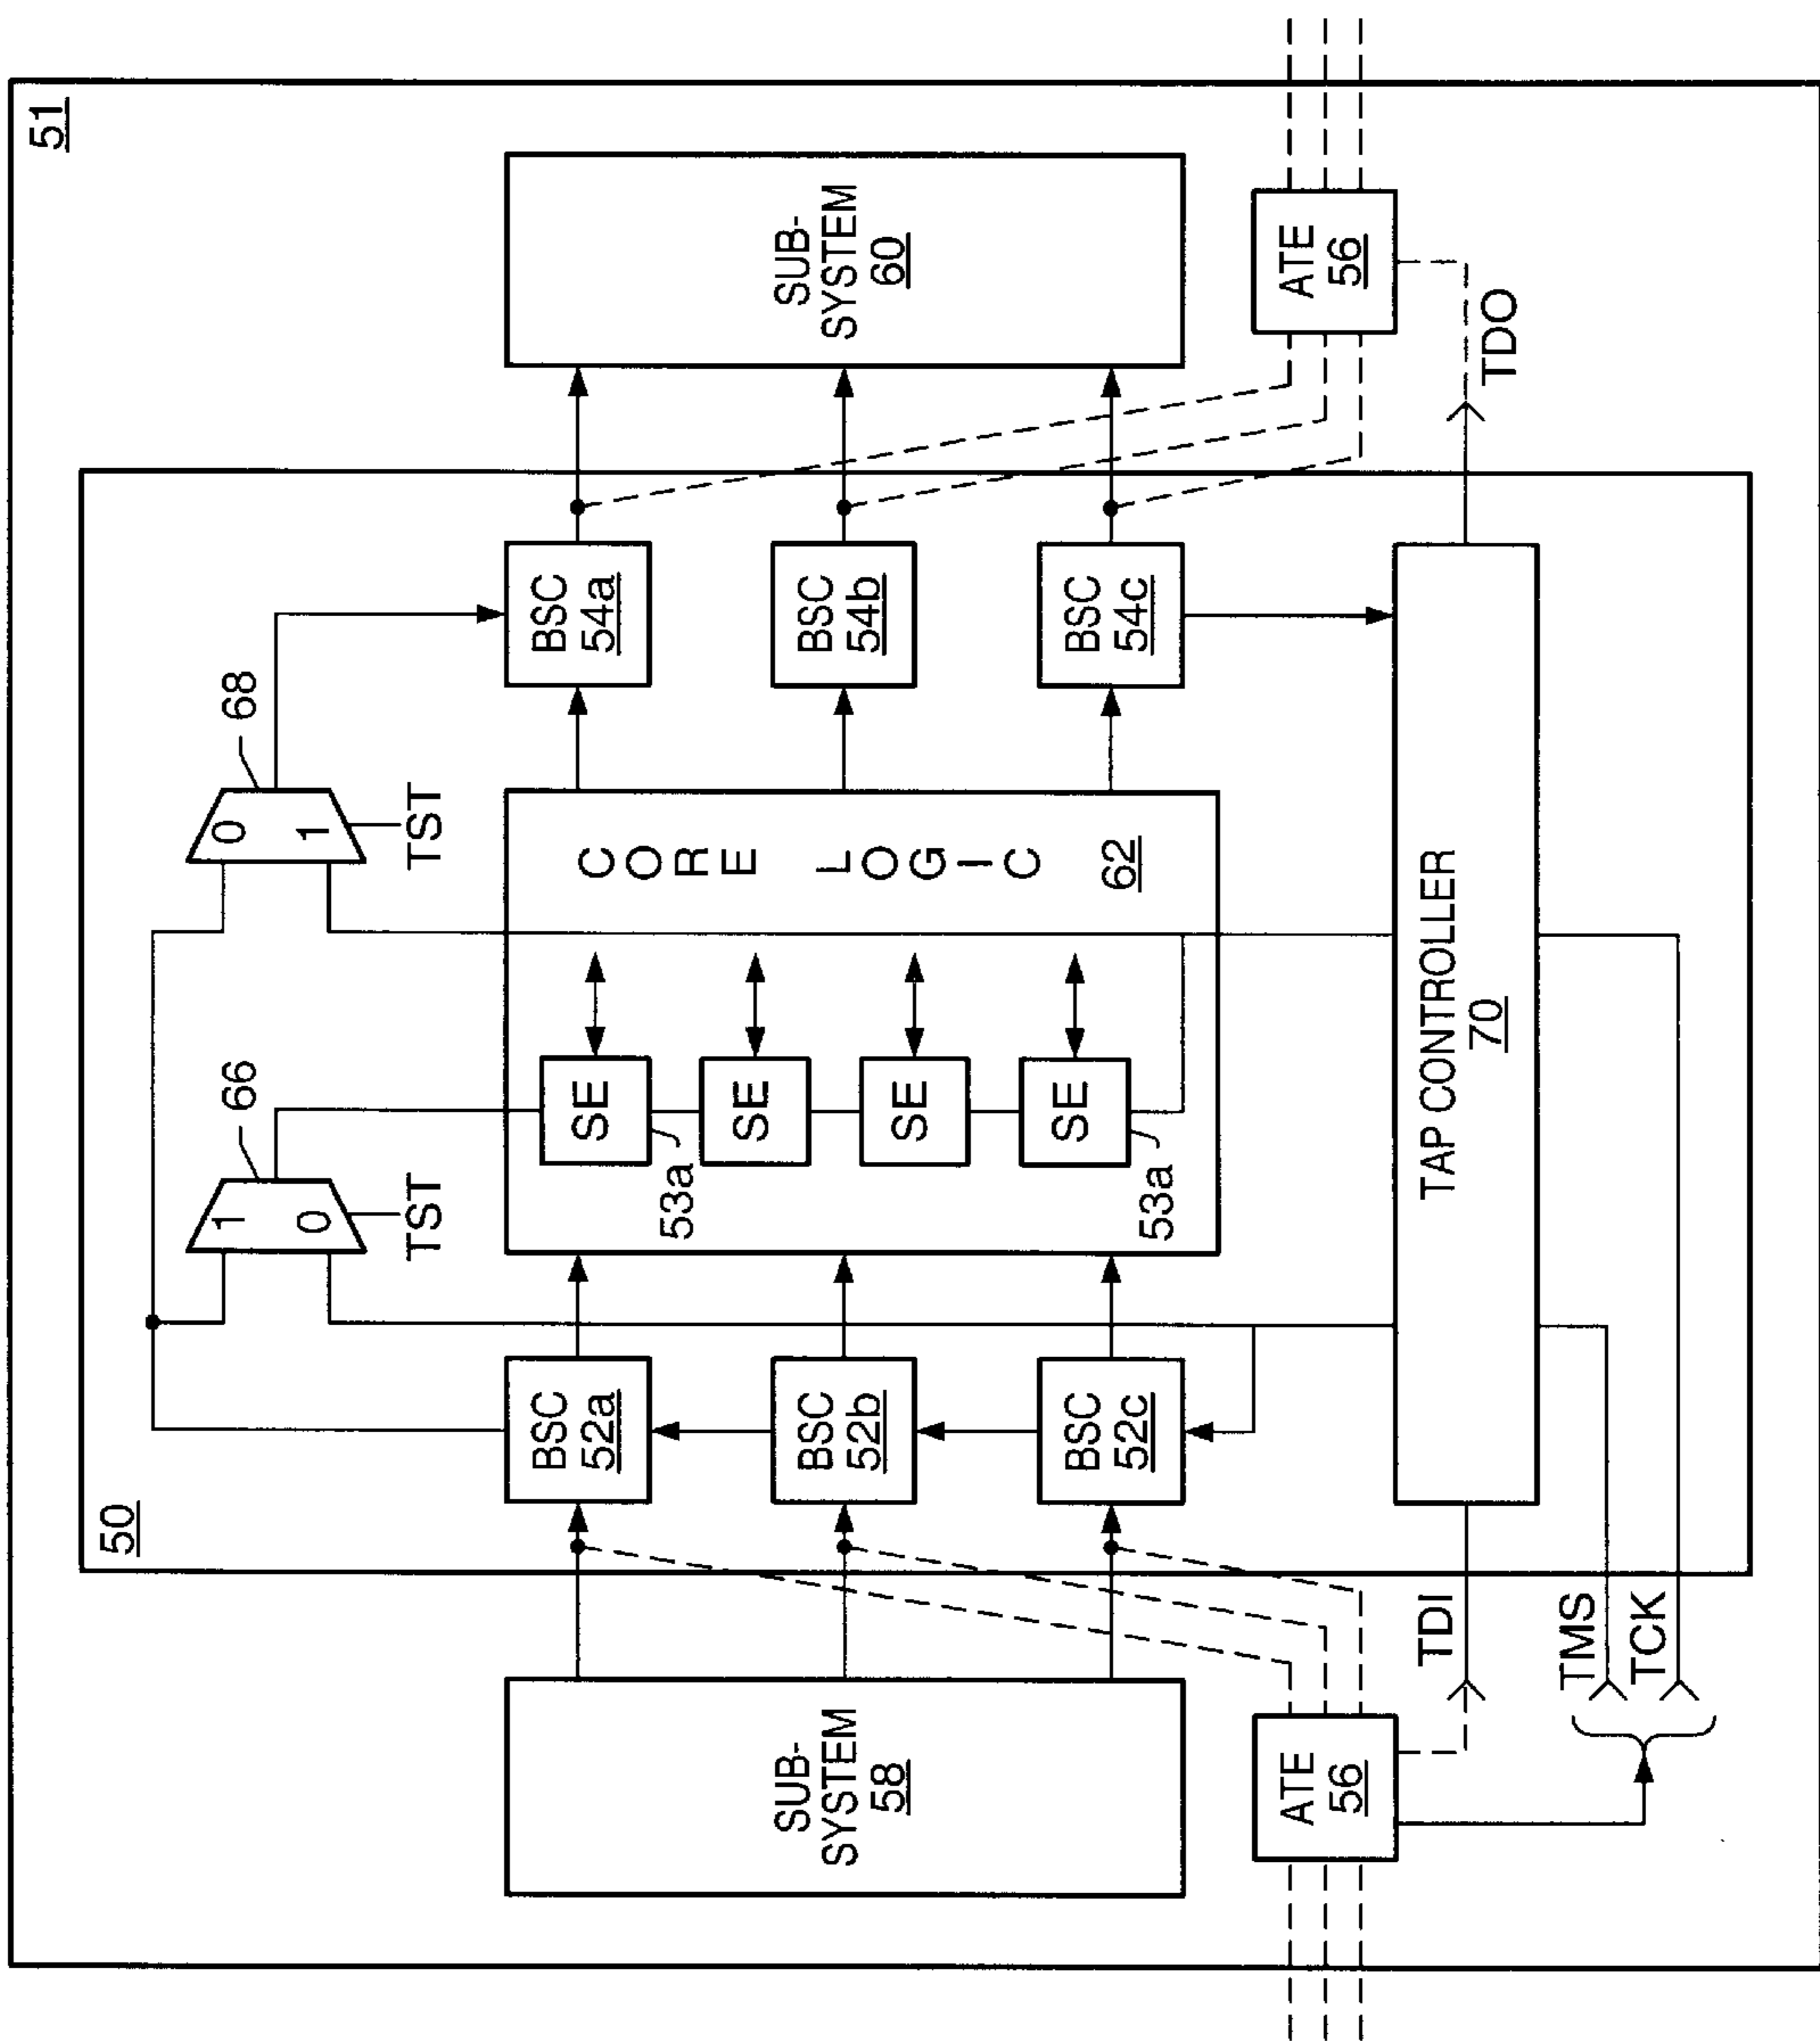 51
50
66
68
1
0
TST
0
1
TST
SUB-
SYSTEM
58
BSC
52a
BSC
52b
BSC
52c
SE
53a
SE
SE
SE
53a
CORE LOGIC
62
BSC
54a
BSC
54b
BSC
54c
SUB-
SYSTEM
60
ATE
56
ATE
56
TDI
TAP CONTROLLER
70
TDO
TMS
TCK